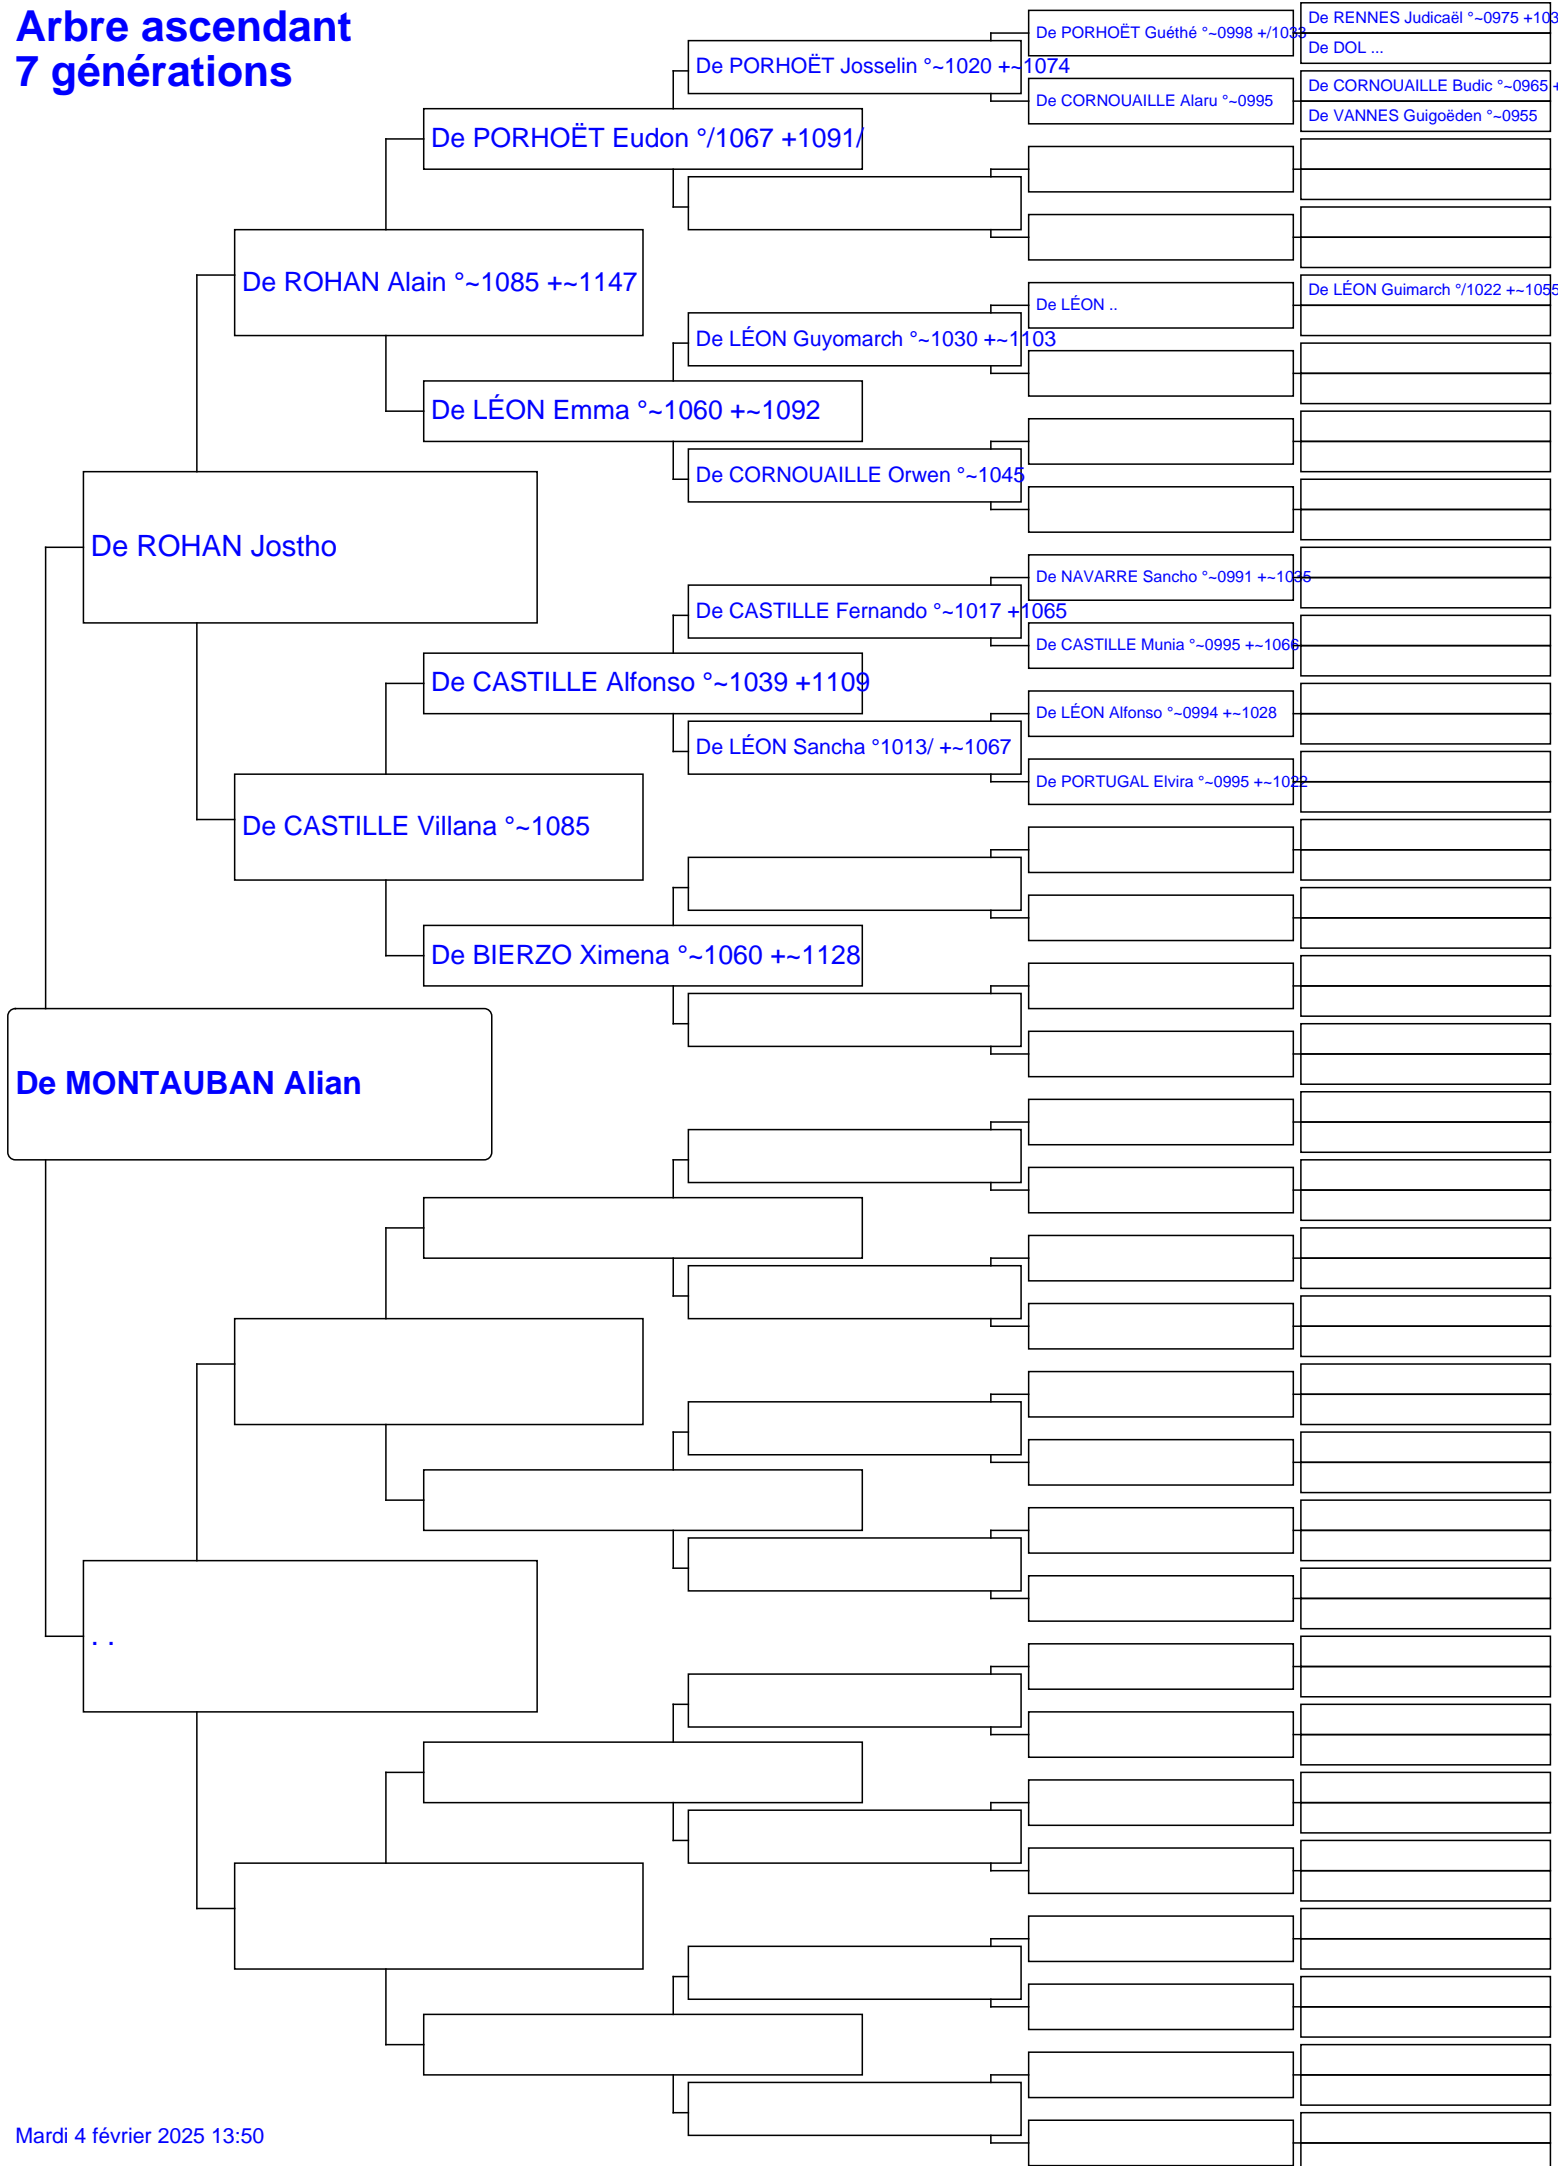 Arbre ascendant
7 générations
De MONTAUBAN Alian
De ROHAN Jostho
. .
De ROHAN Alain °~1085 +~1147
De CASTILLE Villana °~1085
De PORHOËT Eudon °/1067 +1091/
De LÉON Emma °~1060 +~1092
De CASTILLE Alfonso °~1039 +1109
De BIERZO Ximena °~1060 +~1128
De PORHOËT Josselin °~1020 +~1074
De LÉON Guyomarch °~1030 +~1103
De CORNOUAILLE Orwen °~1045
De CASTILLE Fernando °~1017 +1065
De LÉON Sancha °1013/ +~1067
De PORHOËT Guéthé °~0998 +/1033
De CORNOUAILLE Alaru °~0995
De LÉON ..
De NAVARRE Sancho °~0991 +~1035
De CASTILLE Munia °~0995 +~1066
De LÉON Alfonso °~0994 +~1028
De PORTUGAL Elvira °~0995 +~1022
De RENNES Judicaël °~0975 +103
De DOL ...
De CORNOUAILLE Budic °~0965 +
De VANNES Guigoëden °~0955
De LÉON Guimarch °/1022 +~1055
Mardi 4 février 2025 13:50